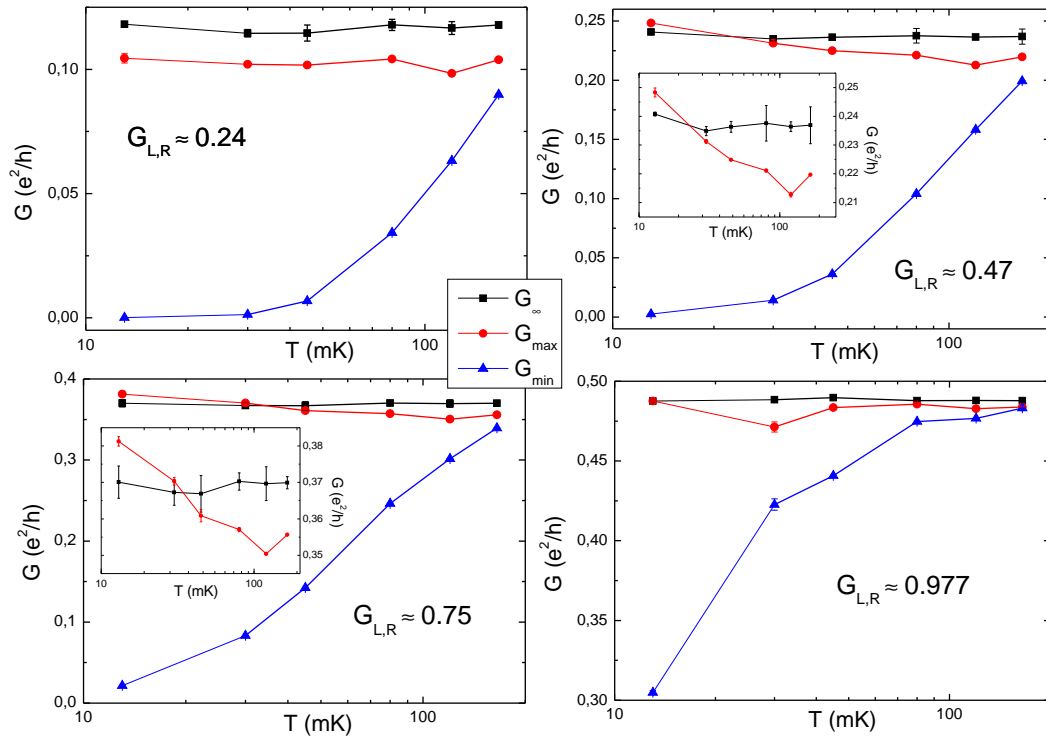 0,10
0,05
0,00
G (e²/h)
G_L,R ≈ 0.24
10
100
T (mK)
0,25
0,20
0,15
0,10
0,05
0,00
G (e²/h)
0,25
0,24
0,23
0,22
0,21
G (e²/h)
10
100
T (mK)
G_L,R ≈ 0.47
10
100
T (mK)
G_∞
G_max
G_min
0,4
0,3
0,2
0,1
0,0
G (e²/h)
0,38
0,37
0,36
0,35
G (e²/h)
10
100
T (mK)
G_L,R ≈ 0.75
10
100
T (mK)
0,50
0,45
0,40
0,35
0,30
G (e²/h)
G_L,R ≈ 0.977
10
100
T (mK)